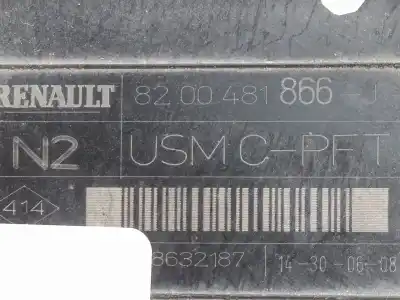 RENAULT 82 00 481 866-J
N2 USM C-PFT
414
8632187 14-30-06-08